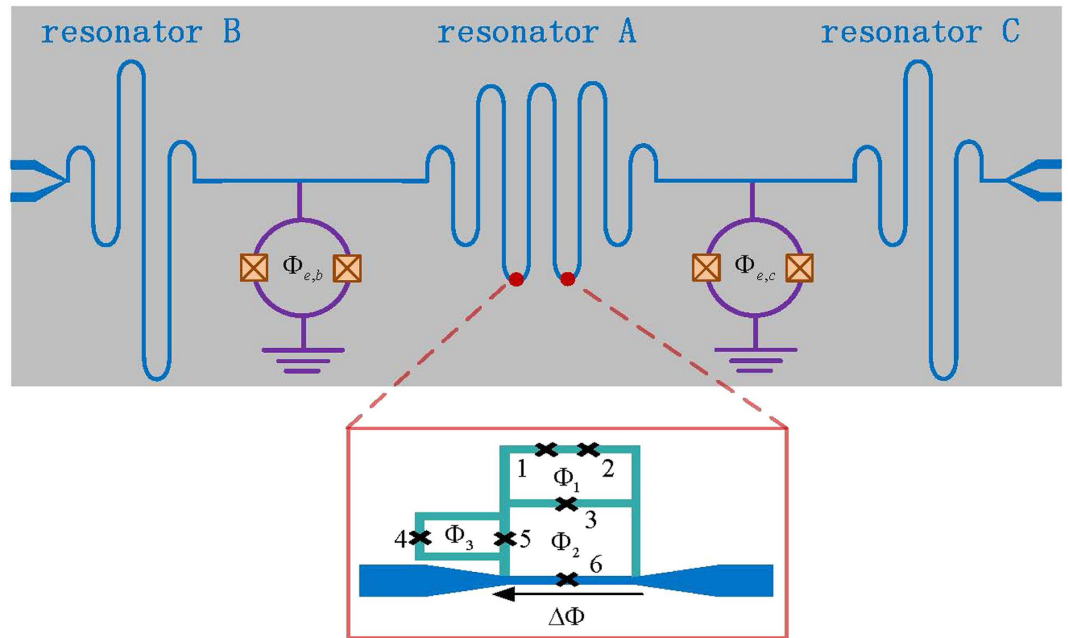 resonator B resonator A resonator C
Φe,b Φe,c
1 2
Φ1
3
4 Φ3 5 Φ2
6
ΔΦ